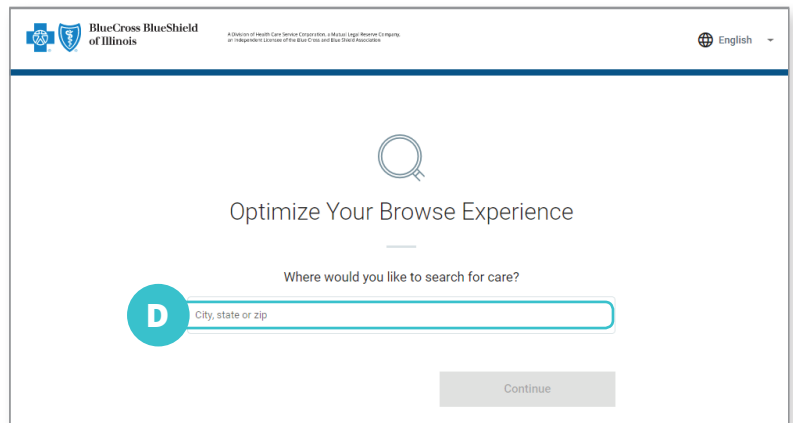 BlueCross BlueShield
of Illinois
A Division of Health Care Service Corporation, a Mutual Legal Reserve Company,
an Independent Licensee of the Blue Cross and Blue Shield Association
English
Optimize Your Browse Experience
Where would you like to search for care?
D
City, state or zip
Continue